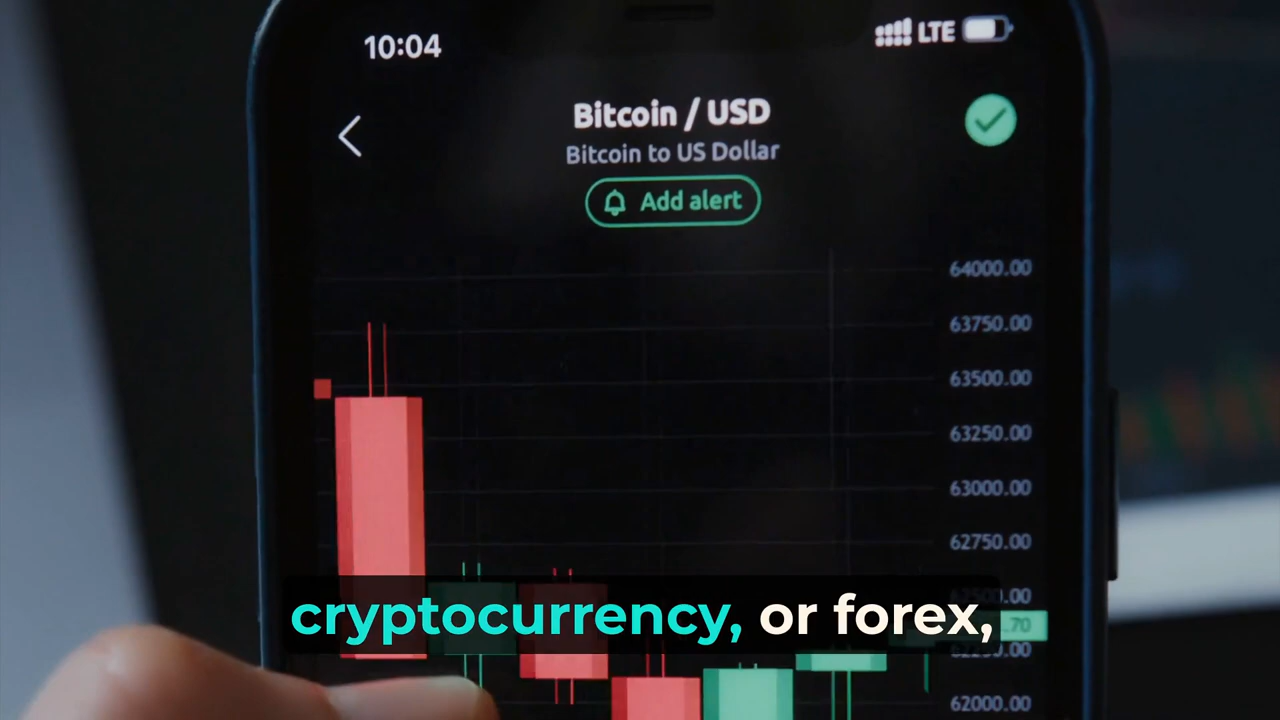 10:04
LTE
Bitcoin / USD
Bitcoin to US Dollar
Add alert
64000.00
63750.00
63500.00
63250.00
63000.00
62750.00
cryptocurrency, or forex,
.70
62000.00